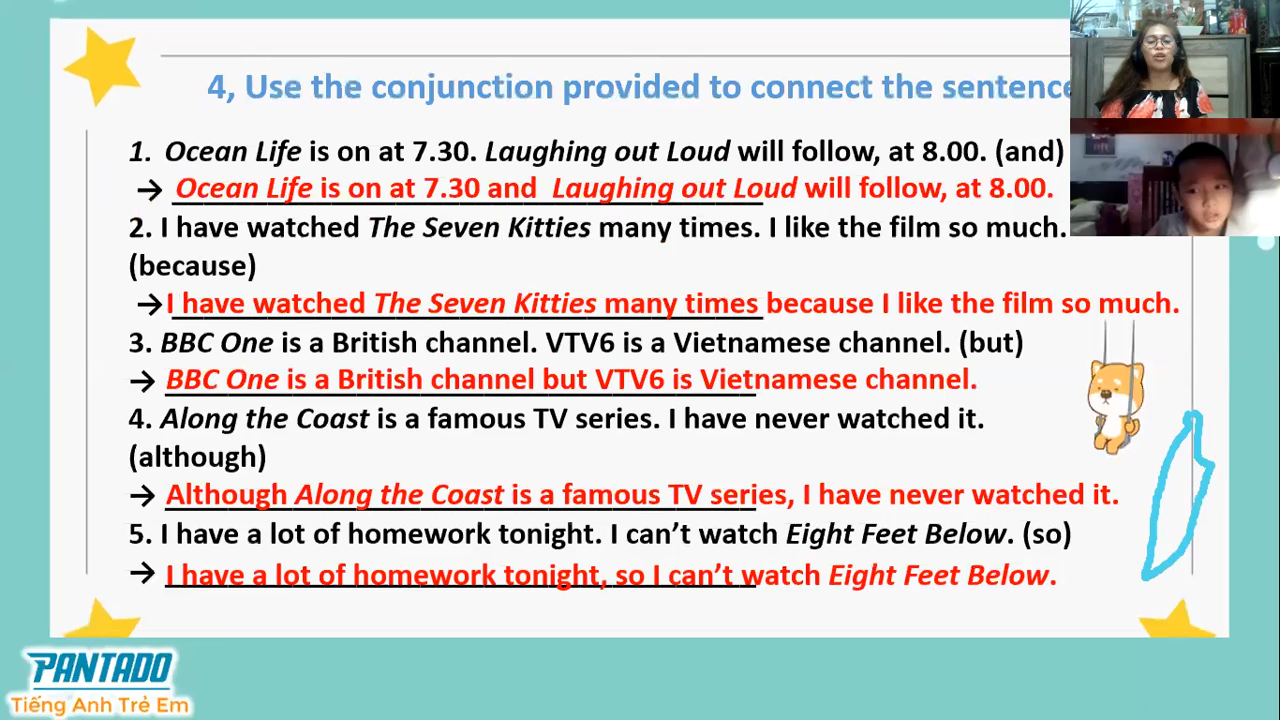 4, Use the conjunction provided to connect the sentence
1. Ocean Life is on at 7.30. Laughing out Loud will follow, at 8.00. (and)
→ Ocean Life is on at 7.30 and Laughing out Loud will follow, at 8.00.
2. I have watched The Seven Kitties many times. I like the film so much.
(because)
→I have watched The Seven Kitties many times because I like the film so much.
3. BBC One is a British channel. VTV6 is a Vietnamese channel. (but)
→ BBC One is a British channel but VTV6 is Vietnamese channel.
4. Along the Coast is a famous TV series. I have never watched it.
(although)
→ Although Along the Coast is a famous TV series, I have never watched it.
5. I have a lot of homework tonight. I can't watch Eight Feet Below. (so)
→ I have a lot of homework tonight, so I can't watch Eight Feet Below.
PANTADO
Tiếng Anh Trẻ Em